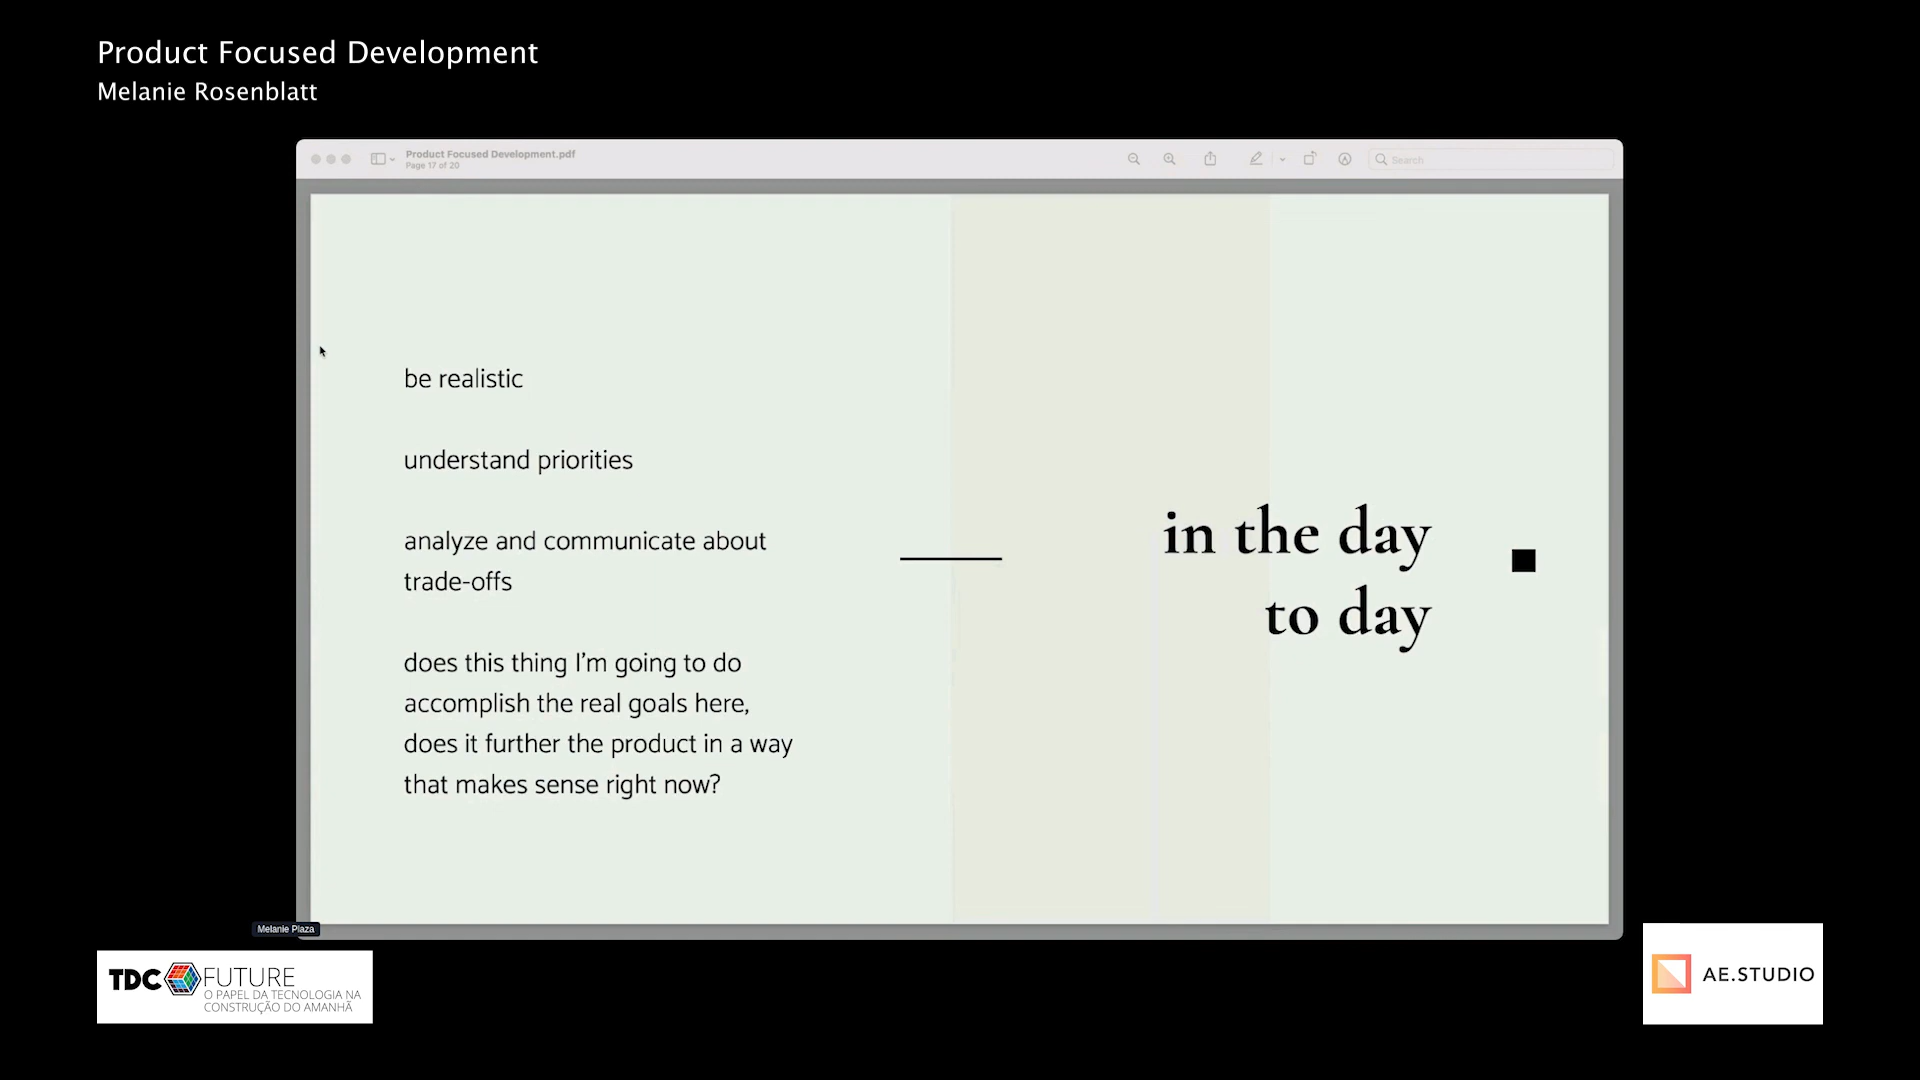 Product Focused Development
Melanie Rosenblatt
Product Focused Development.pdf
Page 17 of 20
Search
be realistic
understand priorities
analyze and communicate about
trade-offs
does this thing I'm going to do
accomplish the real goals here,
does it further the product in a way
that makes sense right now?
in the day
to day
Melanie Plaza
TDC FUTURE
O PAPEL DA TECNOLOGIA NA
CONSTRUÇÃO DO AMANHÃ
AE.STUDIO